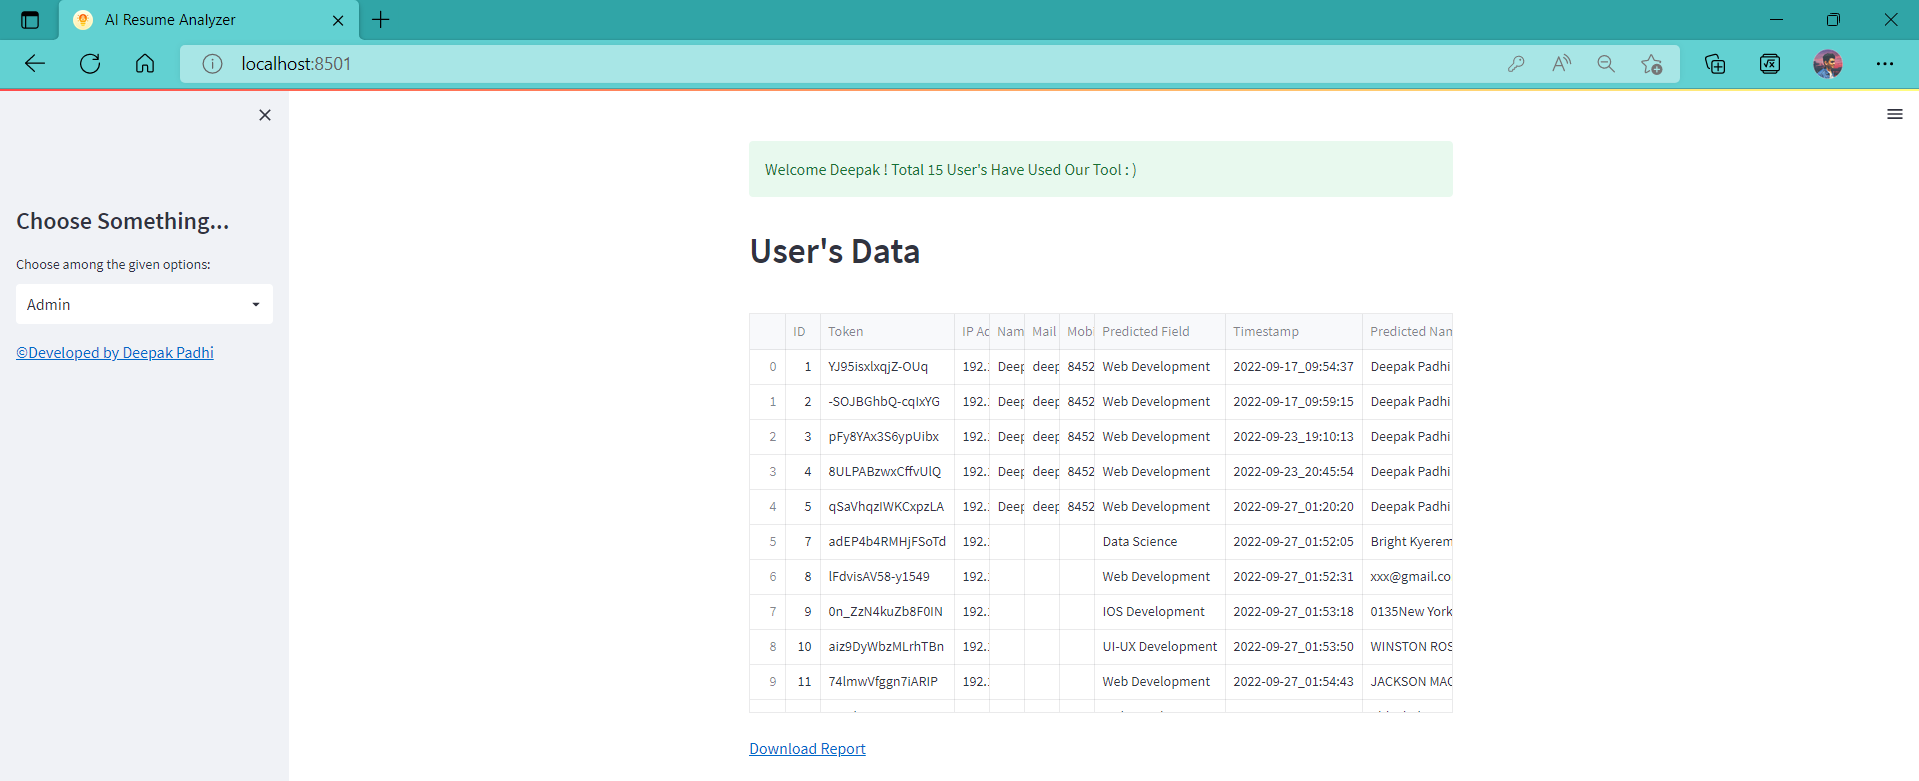 AI Resume Analyzer
localhost:8501
Choose Something...
Choose among the given options:
Admin
©Developed by Deepak Padhi
Welcome Deepak ! Total 15 User's Have Used Our Tool : )
User's Data
ID Token IP Ad Nam Mail Mobi Predicted Field Timestamp Predicted Nam
0 1 YJ95isxlxqjZ-OUq 192. Deep deep 8452 Web Development 2022-09-17_09:54:37 Deepak Padhi
1 2 -SOJBGhbQ-cqIxYG 192. Deep deep 8452 Web Development 2022-09-17_09:59:15 Deepak Padhi
2 3 pFy8YAx3S6ypUibx 192. Deep deep 8452 Web Development 2022-09-23_19:10:13 Deepak Padhi
3 4 8ULPABzwxCffvUlQ 192. Deep deep 8452 Web Development 2022-09-23_20:45:54 Deepak Padhi
4 5 qSaVhqzIWKCxpzLA 192. Deep deep 8452 Web Development 2022-09-27_01:20:20 Deepak Padhi
5 7 adEP4b4RMHjFSoTd 192. Data Science 2022-09-27_01:52:05 Bright Kyerem
6 8 lFdvisAV58-y1549 192. Web Development 2022-09-27_01:52:31 xxx@gmail.co
7 9 0n_ZzN4kuZb8F0IN 192. IOS Development 2022-09-27_01:53:18 0135New York
8 10 aiz9DyWbzMLrhTBn 192. UI-UX Development 2022-09-27_01:53:50 WINSTON ROS
9 11 74lmwVfggn7iARIP 192. Web Development 2022-09-27_01:54:43 JACKSON MAC
Download Report